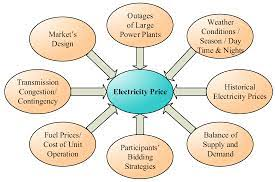 Outages
of Large
Power Plants
Weather
Conditions /
Season / Day
Time & Nights
Market's
Design
Transmission
Congestion/
Contingency
Electricity Price
Historical
Electricity Prices
Fuel Prices/
Cost of Unit
Operation
Participants'
Bidding
Strategies
Balance of
Supply and
Demand